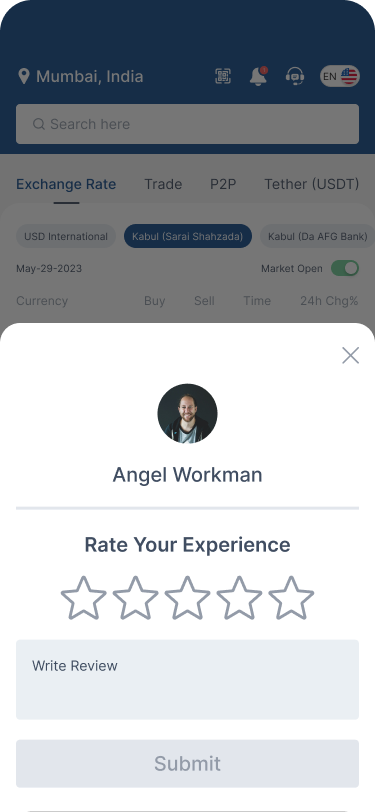 Mumbai, India
EN
Search here
Exchange Rate Trade P2P Tether (USDT)
USD International Kabul (Sarai Shahzada) Kabul (Da AFG Bank)
May-29-2023 Market Open
Currency Buy Sell Time 24h Chg%
Angel Workman
Rate Your Experience
Write Review
Submit